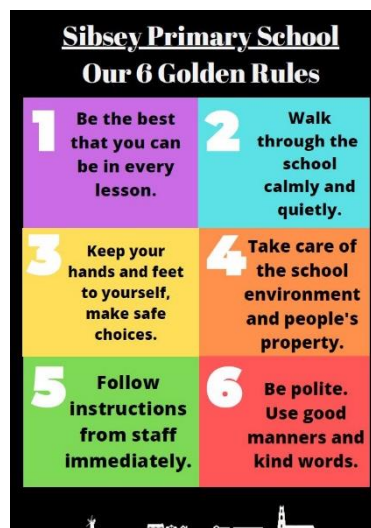 Sibsey Primary School
Our 6 Golden Rules
1
Be the best
that you can
be in every
lesson.
2
Walk
through the
school
calmly and
quietly.
3
Keep your
hands and feet
to yourself,
make safe
choices.
4
Take care of
the school
environment
and people's
property.
5
Follow
instructions
from staff
immediately.
6
Be polite.
Use good
manners and
kind words.